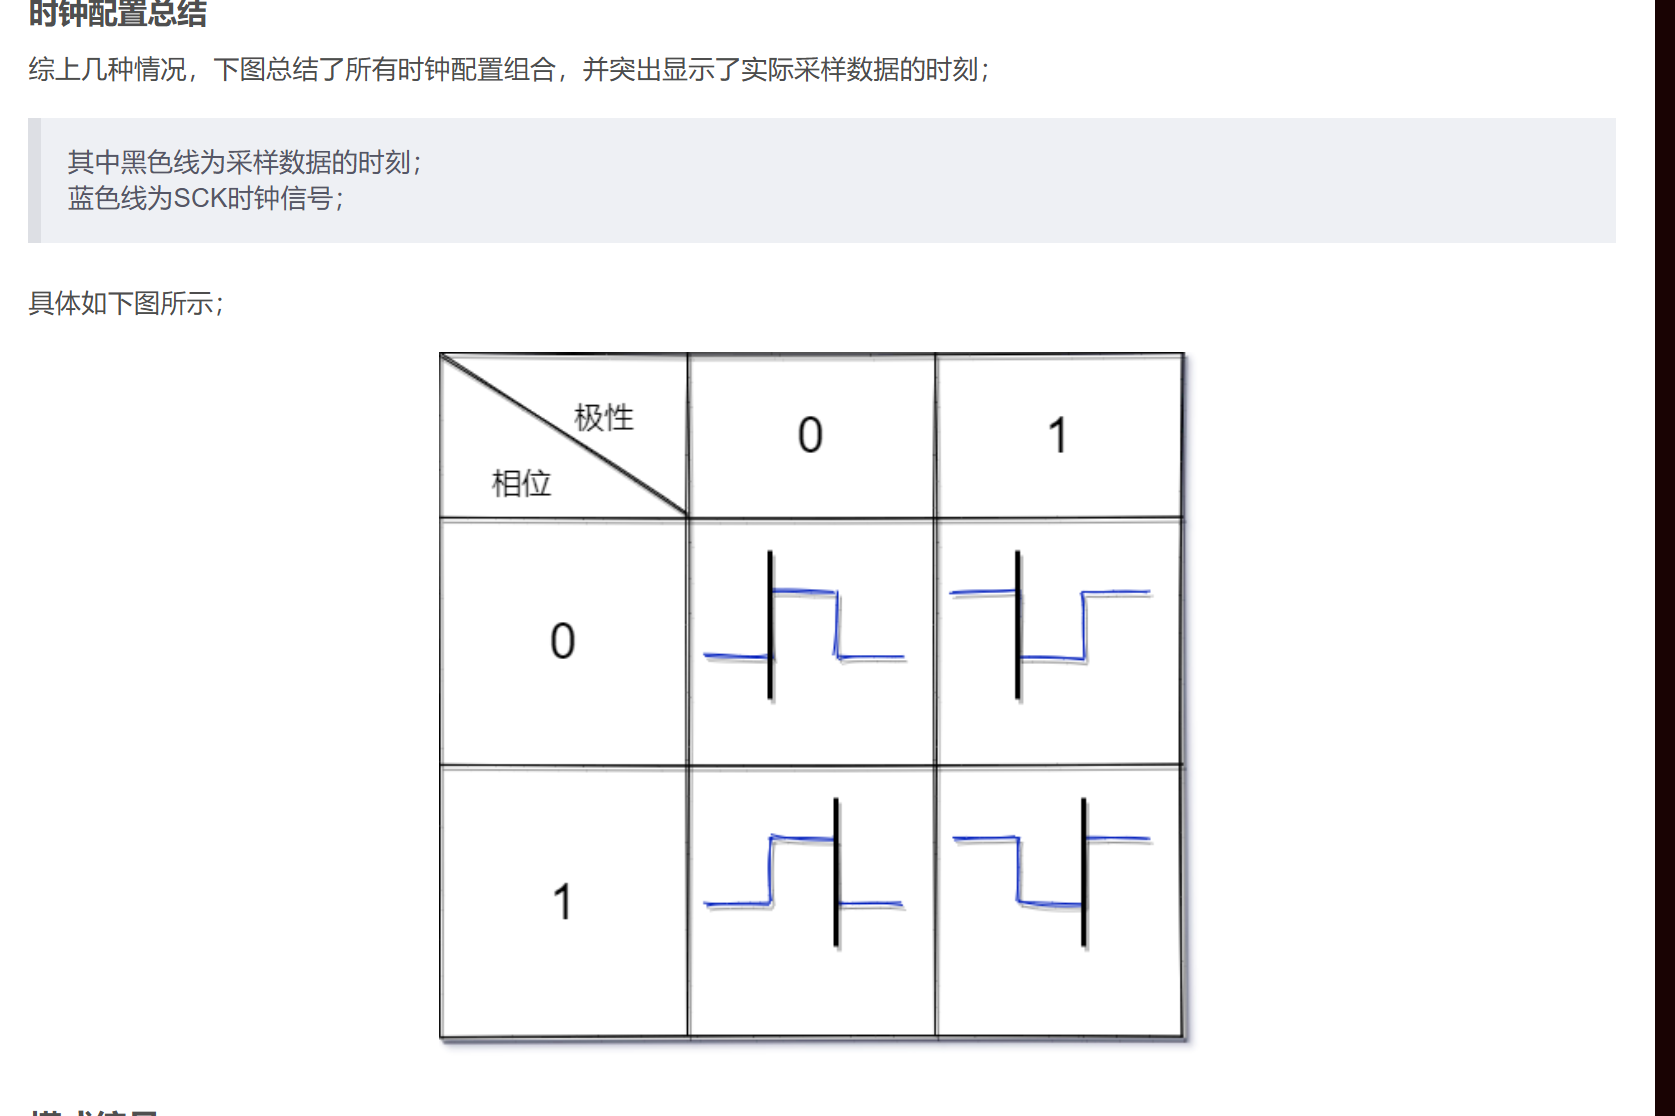 时钟配置总结
综上几种情况，下图总结了所有时钟配置组合，并突出显示了实际采样数据的时刻；
其中黑色线为采样数据的时刻；
蓝色线为SCK时钟信号；
具体如下图所示；
极性
相位
0
1
0
1